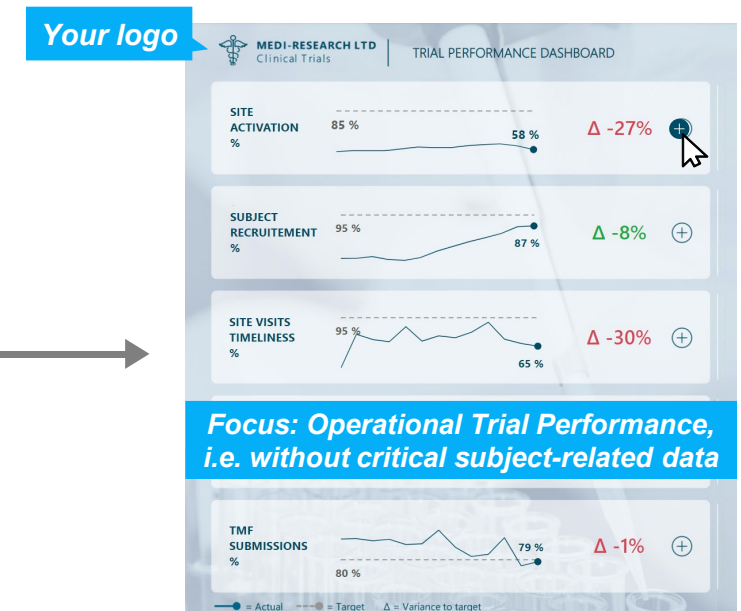 Your logo
MEDI-RESEARCH LTD
Clinical Trials
TRIAL PERFORMANCE DASHBOARD
SITE
ACTIVATION
%
85 %
58 %
Δ -27%
SUBJECT
RECRUITEMENT
%
95 %
87 %
Δ -8%
SITE VISITS
TIMELINESS
%
95 %
65 %
Δ -30%
Focus: Operational Trial Performance,
i.e. without critical subject-related data
TMF
SUBMISSIONS
%
79 %
80 %
Δ -1%
= Actual = Target Δ = Variance to target